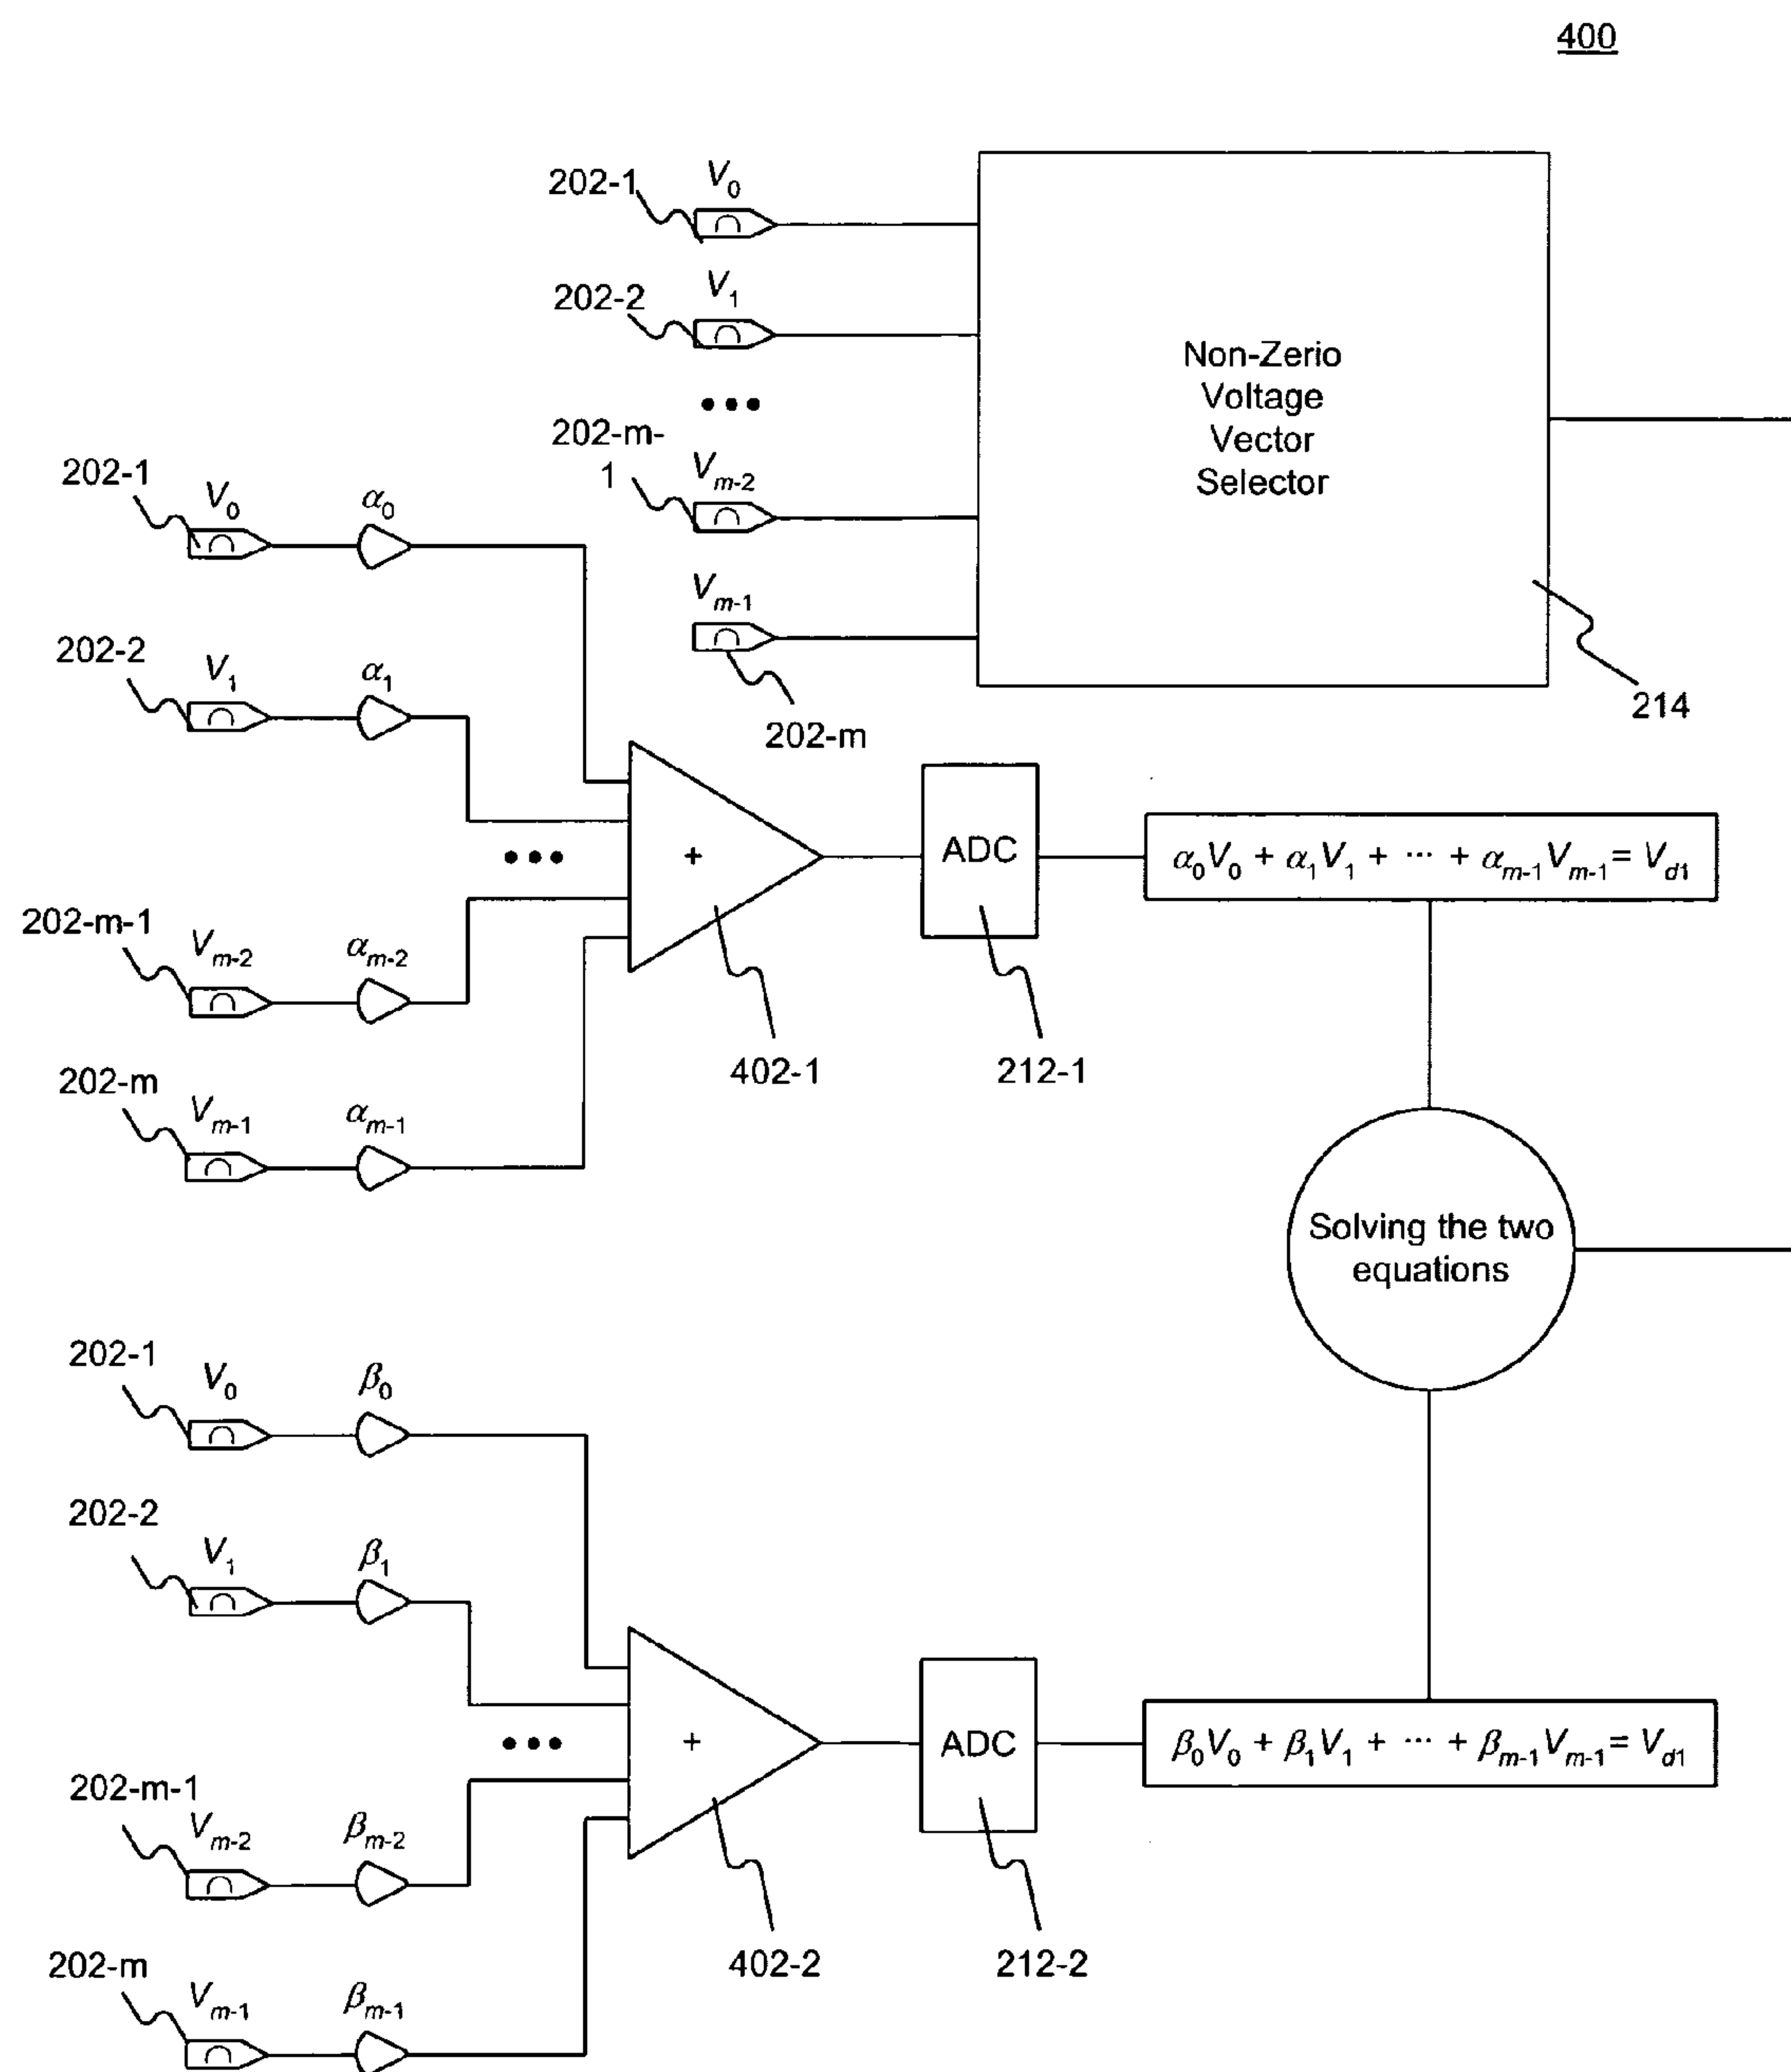 400
202-1
V0
202-2
V1
•••
202-m-
1
Vm-2
Vm-1
202-m
Non-Zerio
Voltage
Vector
Selector
214
202-1
V0
α0
202-2
V1
α1
•••
202-m-1
Vm-2
αm-2
202-m
Vm-1
αm-1
+
402-1
ADC
212-1
α0V0 + α1V1 + ··· + αm-1Vm-1= Vd1
Solving the two
equations
202-1
V0
β0
202-2
V1
β1
•••
202-m-1
Vm-2
βm-2
202-m
Vm-1
βm-1
+
402-2
ADC
212-2
β0V0 + β1V1 + ··· + βm-1Vm-1= Vd1